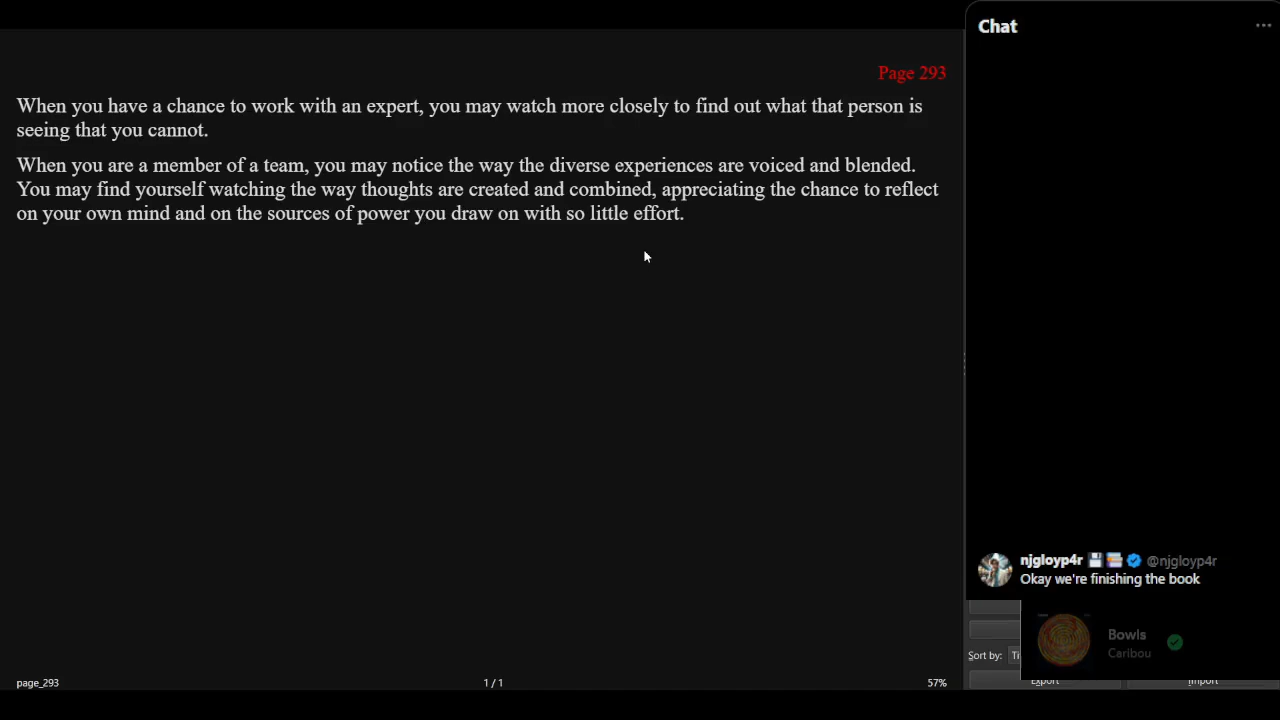 Chat
Page 293
When you have a chance to work with an expert, you may watch more closely to find out what that person is
seeing that you cannot.
When you are a member of a team, you may notice the way the diverse experiences are voiced and blended.
You may find yourself watching the way thoughts are created and combined, appreciating the chance to reflect
on your own mind and on the sources of power you draw on with so little effort.
njgloyp4r @njgloyp4r
Okay we're finishing the book
Bowls
Caribou
Sort by: Ti
Export Import
page_293 1 / 1 57%